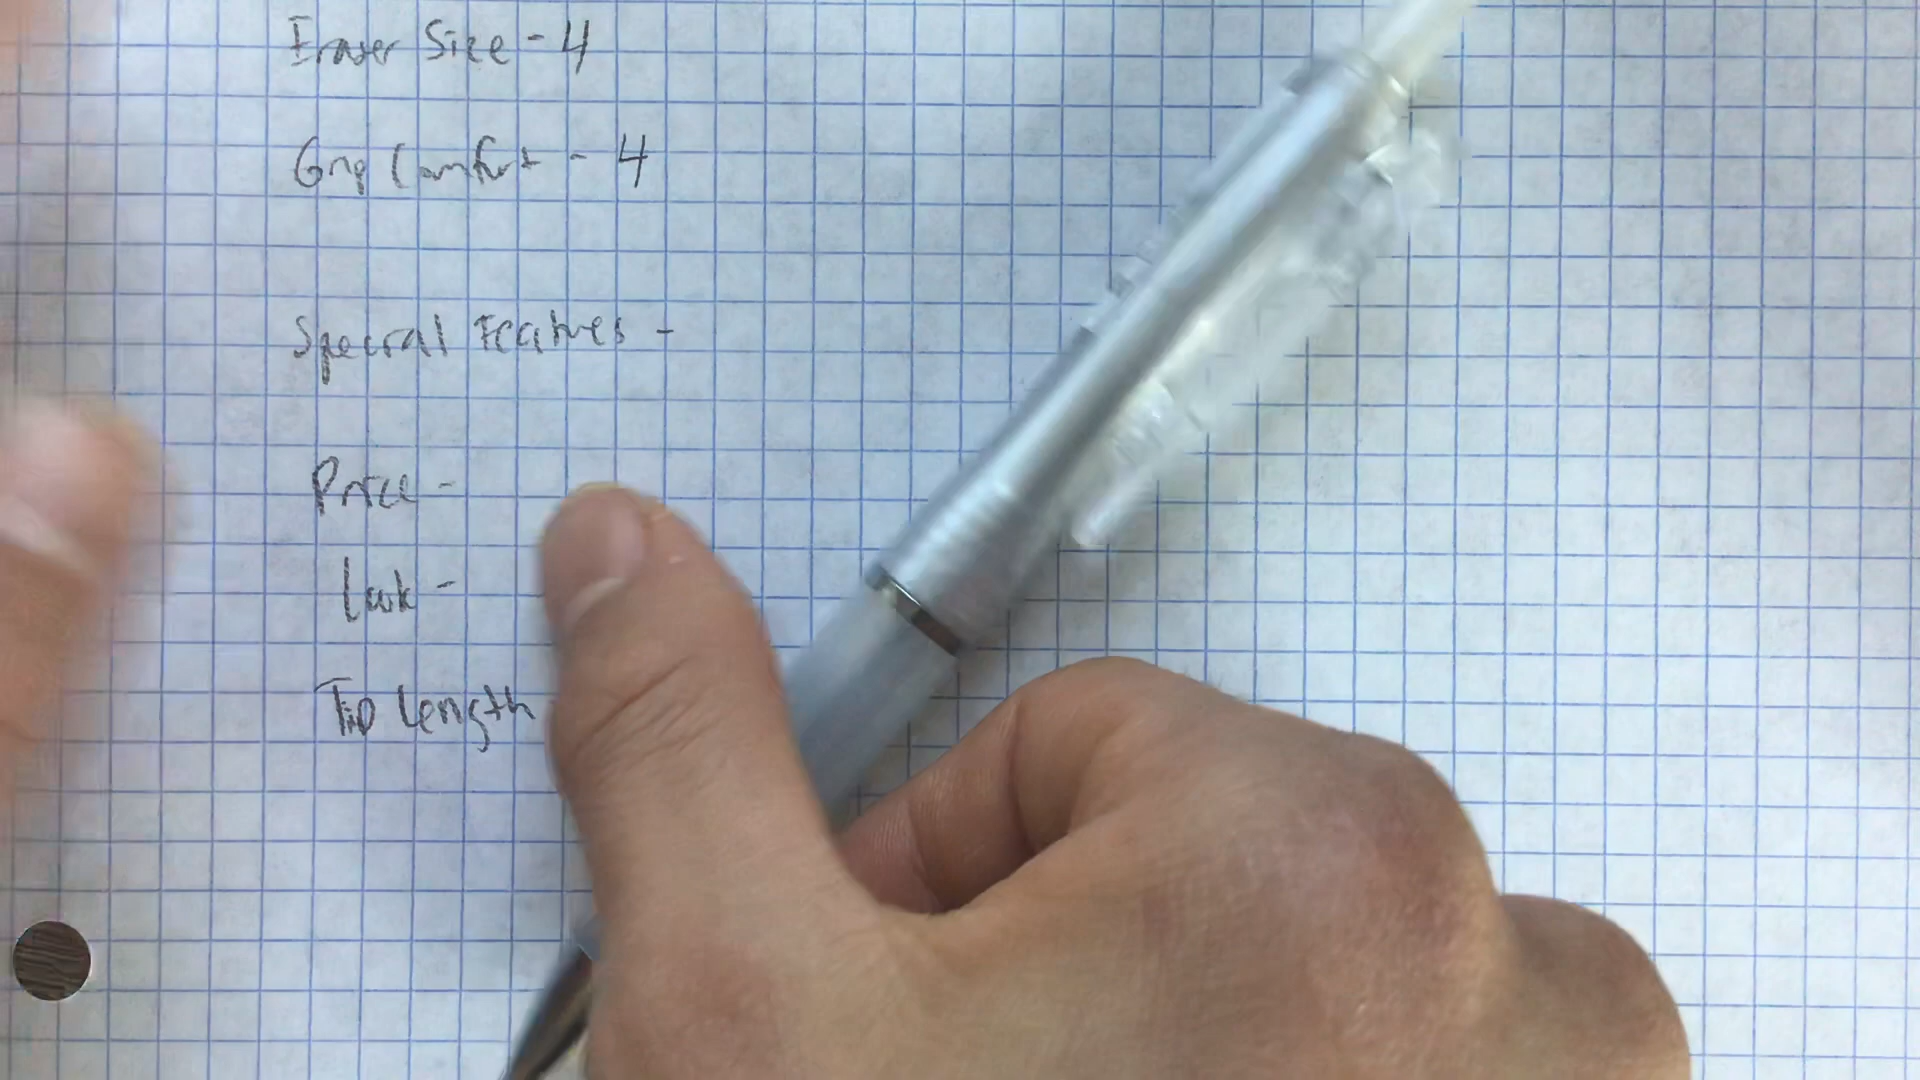 Eraser Size - 4
Grip Comfort - 4
Special Features -
Price -
Look -
Tip Length